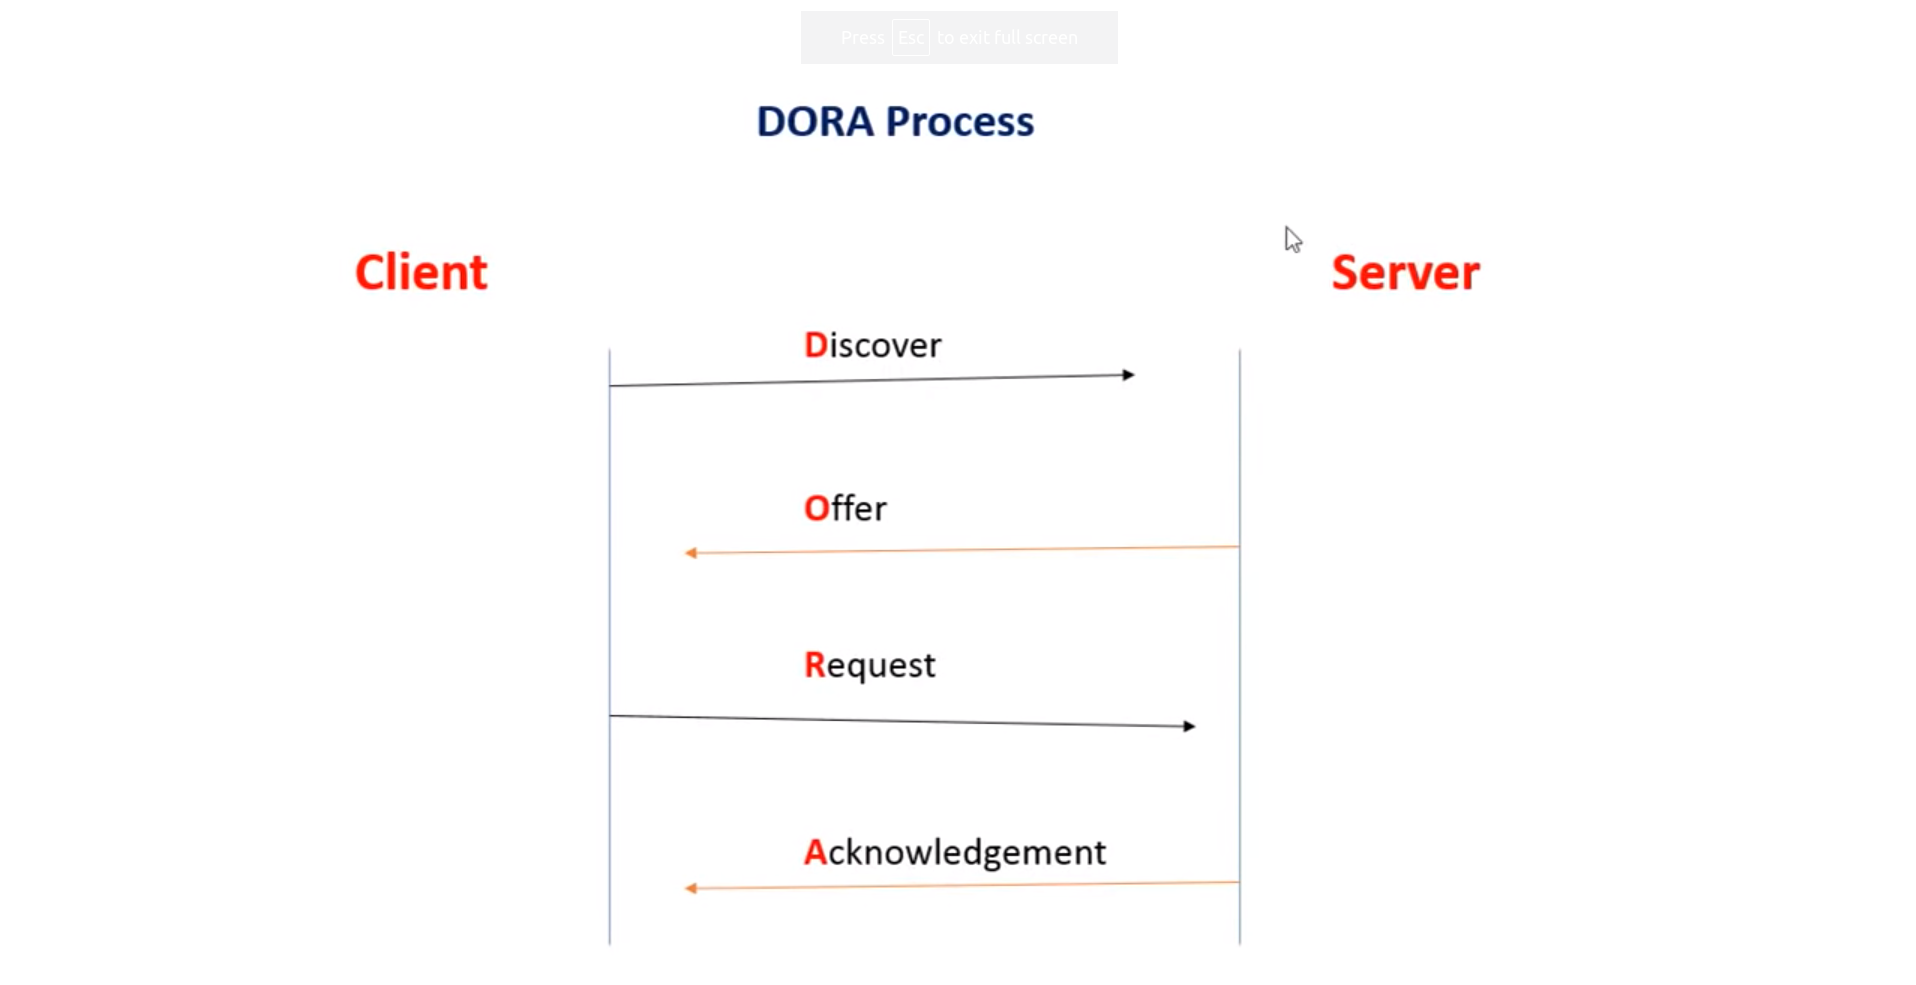 Press Esc to exit full screen
DORA Process
Client
Server
Discover
Offer
Request
Acknowledgement